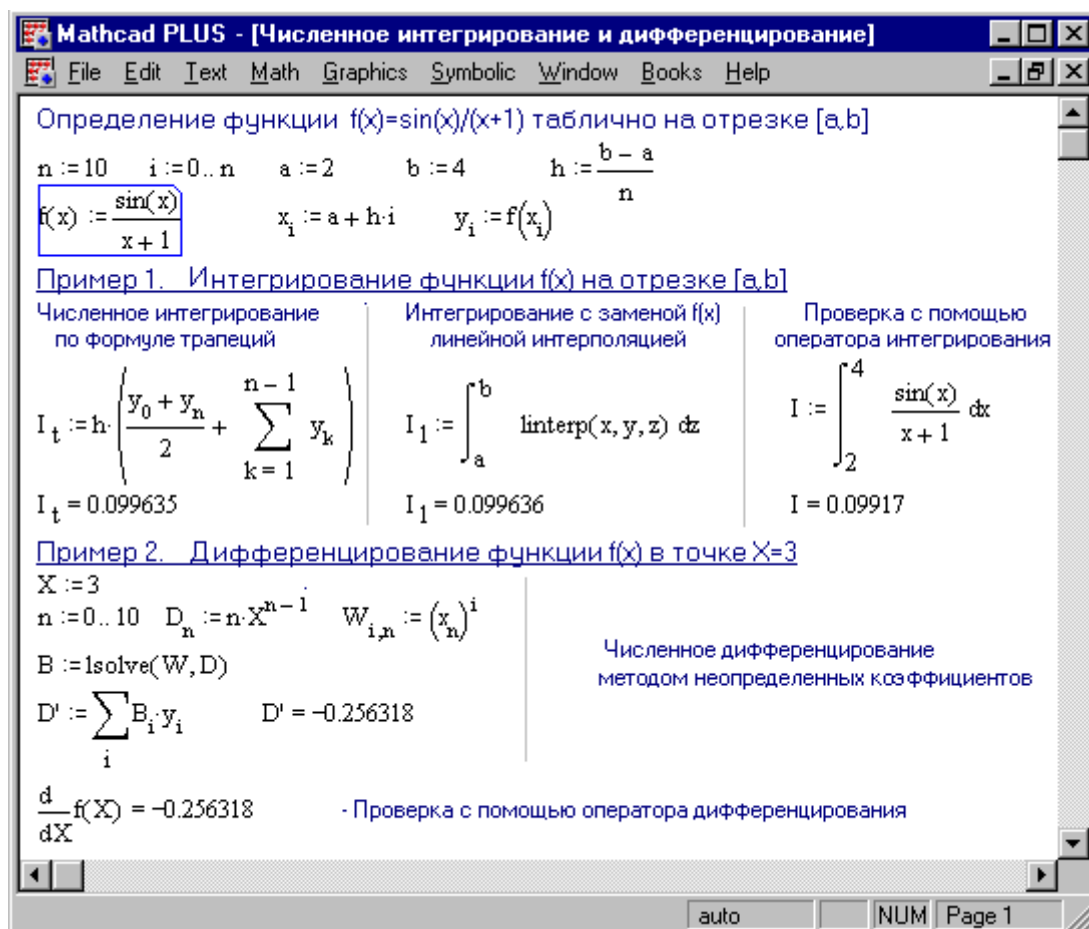 Mathcad PLUS - [Численное интегрирование и дифференцирование]
File Edit Text Math Graphics Symbolic Window Books Help
Определение функции f(x)=sin(x)/(x+1) таблично на отрезке [a,b]
n := 10 i := 0 .. n a := 2 b := 4 h := (b − a)/n
f(x) := sin(x)/(x + 1) x_i := a + h·i y_i := f(x_i)
Пример 1. Интегрирование функции f(x) на отрезке [a,b]
Численное интегрирование
по формуле трапеций
Интегрирование с заменой f(x)
линейной интерполяцией
Проверка с помощью
оператора интегрирования
I_t := h·((y_0 + y_n)/2 + ∑_{k = 1}^{n − 1} y_k)
I_1 := ∫_a^b linterp(x, y, z) dz
I := ∫_2^4 sin(x)/(x + 1) dx
I_t = 0.099635
I_1 = 0.099636
I = 0.09917
Пример 2. Дифференцирование функции f(x) в точке X=3
X := 3
n := 0 .. 10 D_n := n·X^{n − 1} W_{i,n} := (x_n)^i
B := lsolve(W, D)
D' := ∑_i B_i·y_i D' = −0.256318
Численное дифференцирование
методом неопределенных коэффициентов
d/dX f(X) = −0.256318 - Проверка с помощью оператора дифференцирования
auto NUM Page 1